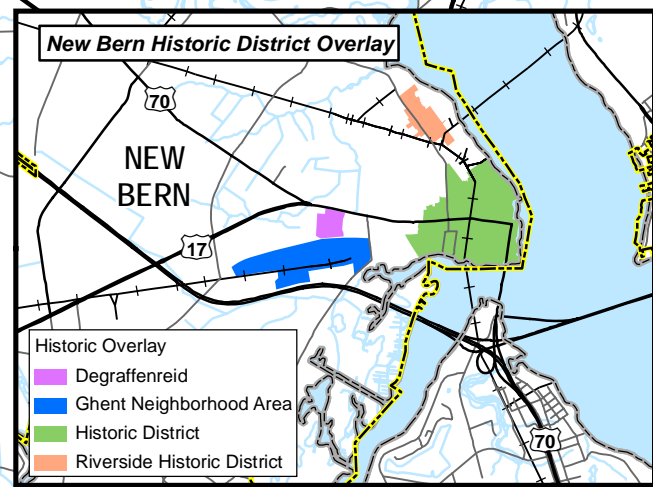 New Bern Historic District Overlay
70
NEW
BERN
17
Historic Overlay
Degraffenreid
Ghent Neighborhood Area
Historic District
Riverside Historic District
70